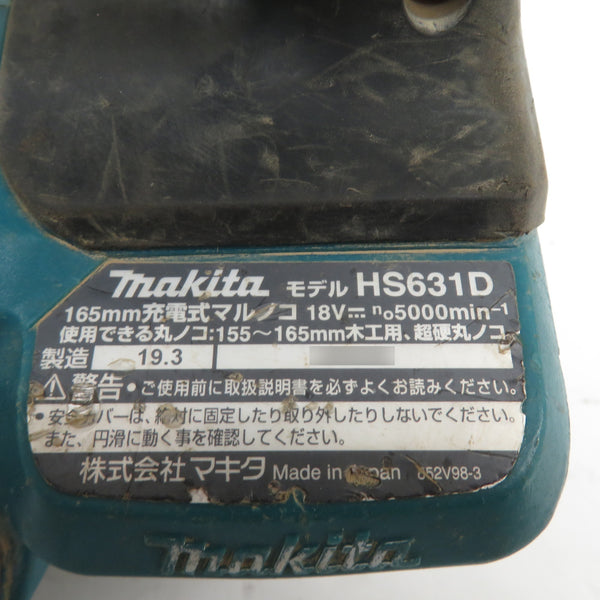 makita モデル HS631D
165mm充電式マルノコ 18V⎓ n₀5000min⁻¹
使用できる丸ノコ:155～165mm木工用、超硬丸ノコ
製造 19.3
⚠警告・ご使用前に取扱説明書を必ずよくお読みください。
・安全カバーは、絶対に固定したり取り外したりしないでください。
また、円滑に動く事を確認してください。
株式会社マキタ Made in Japan 852V98-3
makita